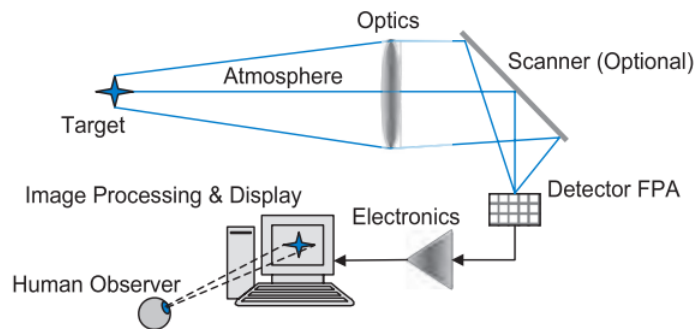 Optics
Scanner (Optional)
Atmosphere
Target
Detector FPA
Image Processing & Display
Electronics
Human Observer